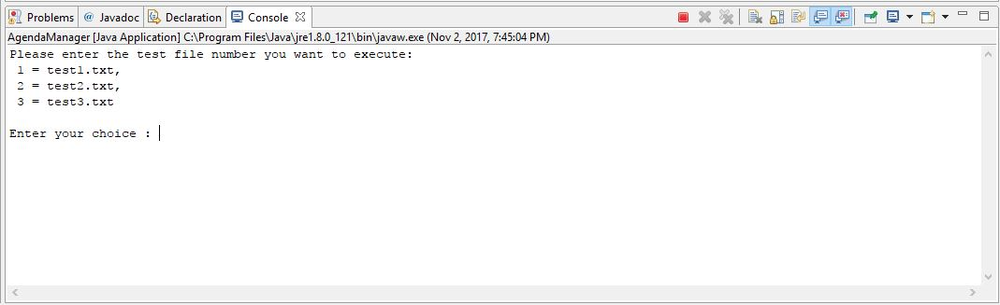 Problems @ Javadoc Declaration Console
AgendaManager [Java Application] C:\Program Files\Java\jre1.8.0_121\bin\javaw.exe (Nov 2, 2017, 7:45:04 PM)
Please enter the test file number you want to execute:
1 = test1.txt,
2 = test2.txt,
3 = test3.txt
Enter your choice :